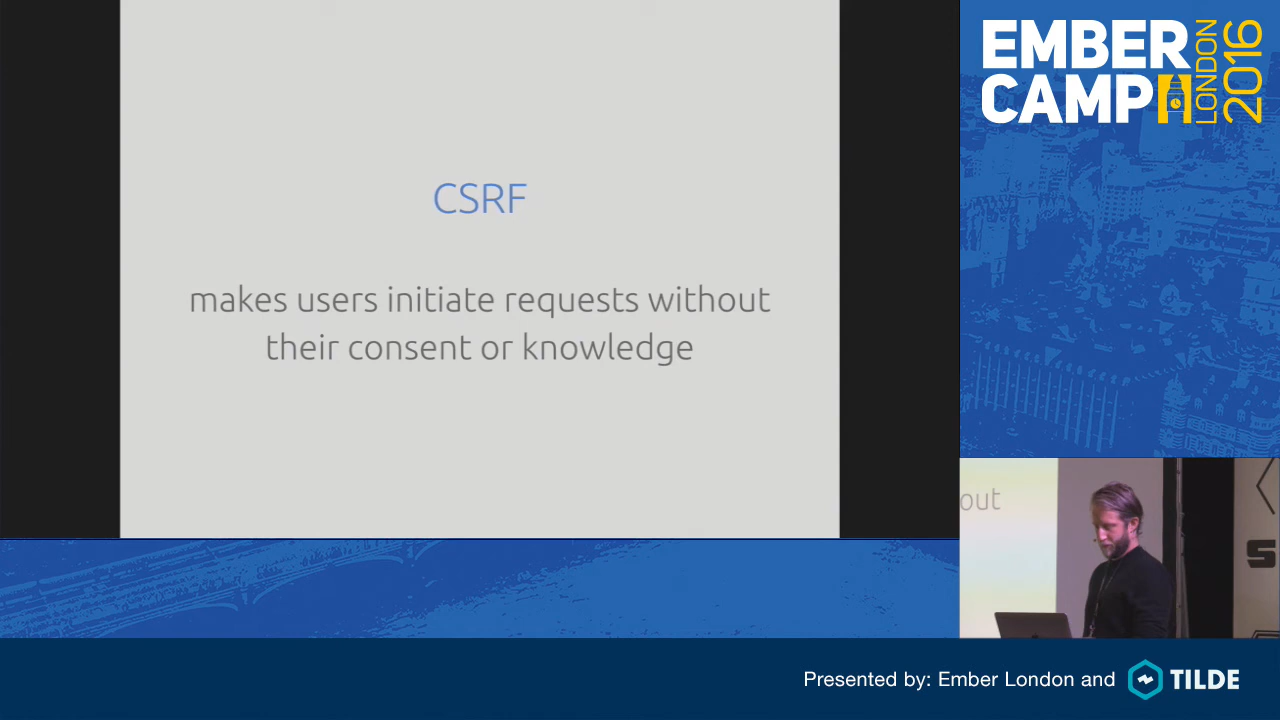 CSRF
makes users initiate requests without
their consent or knowledge
EMBER
CAMP
LONDON
2016
out
S
Presented by: Ember London and
TILDE